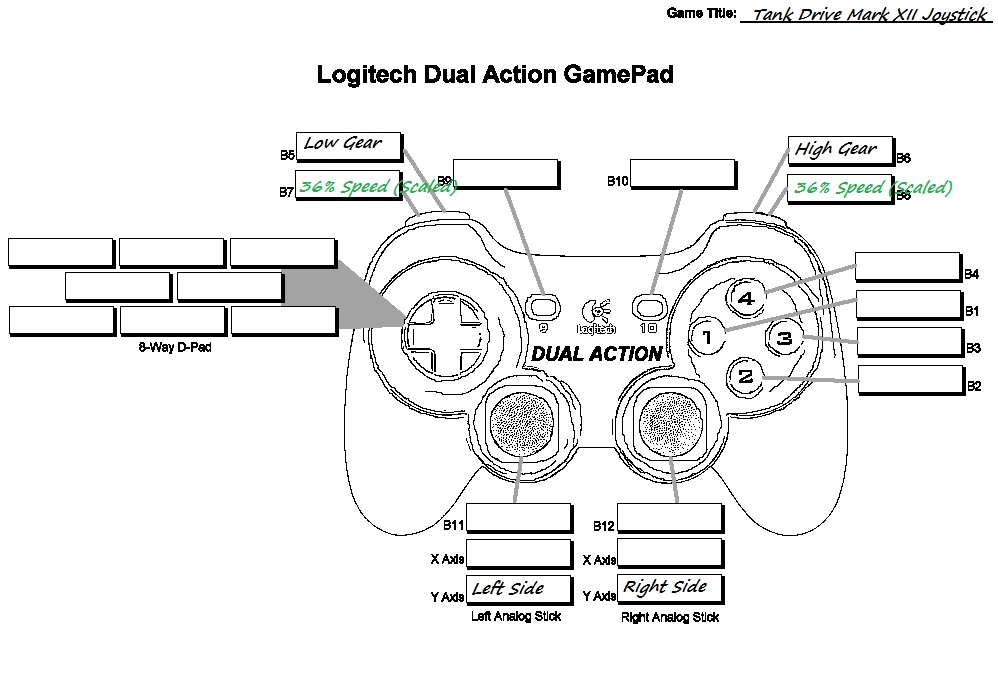 Game Title: Tank Drive Mark XII Joystick
Logitech Dual Action GamePad
B5 Low Gear
High Gear B6
B9
B10
B7 36% Speed (Scaled)
36% Speed (Scaled) B8
B4
4
B1
9
Logitech
10
1
3
B3
8-Way D-Pad
DUAL ACTION
2
B2
B11
B12
X Axis
X Axis
Y Axis Left Side
Y Axis Right Side
Left Analog Stick
Right Analog Stick